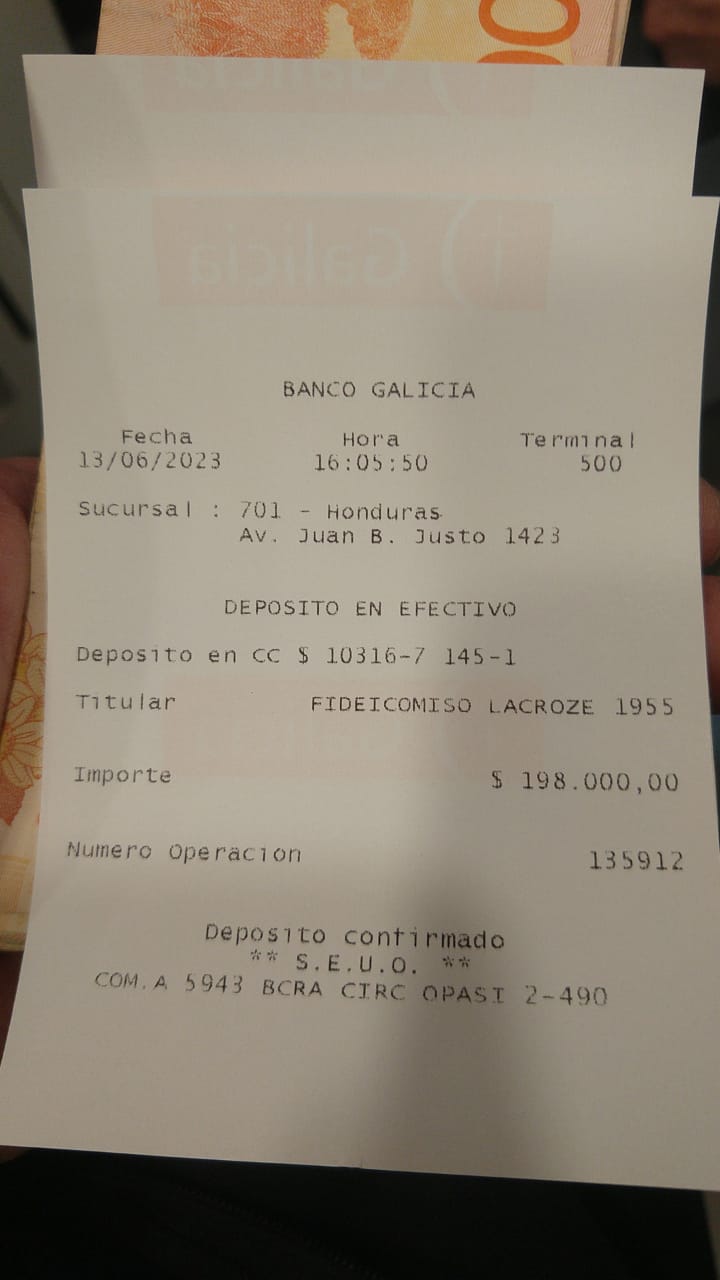 Galicia
Galicia
BANCO GALICIA
Fecha Hora Terminal
13/06/2023 16:05:50 500
Sucursal : 701 - Honduras
Av. Juan B. Justo 1423
DEPOSITO EN EFECTIVO
Deposito en CC $ 10316-7 145-1
Titular FIDEICOMISO LACROZE 1955
Importe $ 198.000,00
Numero Operacion 135912
Deposito confirmado
** S.E.U.O. **
COM.A 5943 BCRA CIRC OPASI 2-490